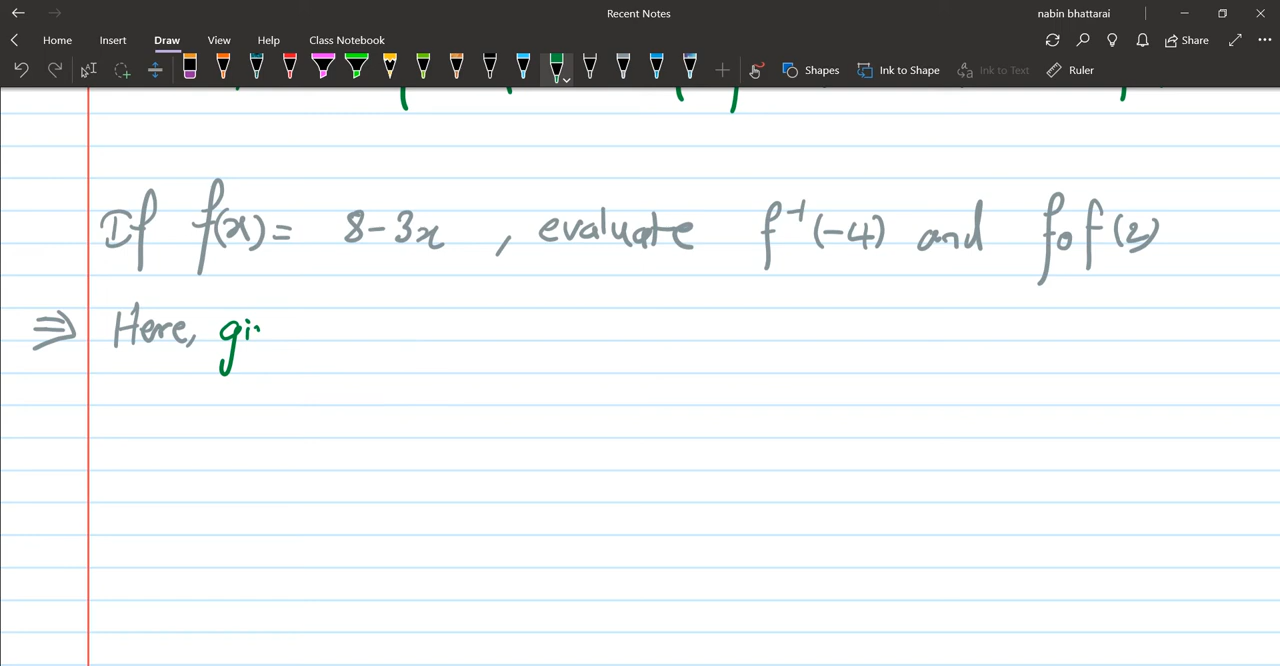 Recent Notes
nabin bhattarai
Home Insert Draw View Help Class Notebook
Share
Shapes Ink to Shape Ink to Text Ruler
If f(x) = 8-3x , evaluate f⁻¹(-4) and fof(2)
⇒ Here, gi